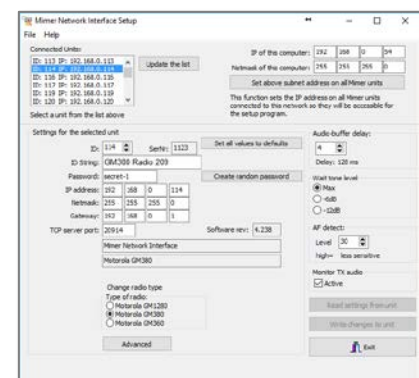 Mimer Network Interface Setup
File Help
Connected Units:
ID: 113 IP: 192.168.0.113
ID: 114 IP: 192.168.0.114
ID: 116 IP: 192.168.0.116
ID: 117 IP: 192.168.0.117
ID: 119 IP: 192.168.0.119
ID: 120 IP: 192.168.0.120
Update the list
Select a unit from the list above
IP of the computer: 192 168 0 94
Netmask of the computer: 255 255 255 0
Set above subnet address on all Mimer units
This function sets the IP address on all Mimer units
connected to this network so they will be accessible for
the setup program.
Settings for the selected unit
ID: 114 SerNr: 1123 Set all values to defaults
ID String: GM380 Radio 209
Password: secret-1 Create random password
IP address: 192 168 0 114
Netmask: 255 255 255 0
Gateway: 192 168 0 1
TCP server port: 20914 Software rev: 4.238
Mimer Network Interface
Motorola GM380
Change radio type
Type of radio:
Motorola GM1280
Motorola GM380
Motorola GM360
Advanced
Audio-buffer delay:
4
Delay: 128 ms
Wait tone level
Max
-6dB
-12dB
AF detect:
Level 30
high= less sensitive
Monitor TX audio
Active
Read settings from unit
Write changes to unit
Exit